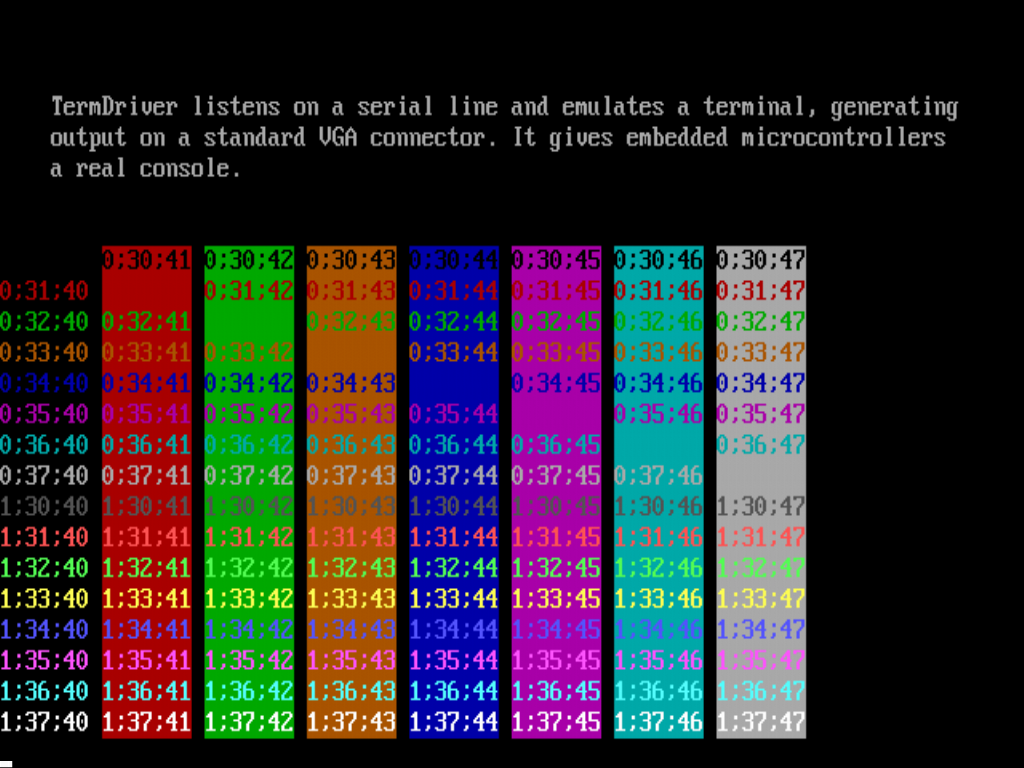 TermDriver listens on a serial line and emulates a terminal, generating
output on a standard VGA connector. It gives embedded microcontrollers
a real console.
0;30;41 0;30;42 0;30;43 0;30;44 0;30;45 0;30;46 0;30;47
0;31;40 0;31;42 0;31;43 0;31;44 0;31;45 0;31;46 0;31;47
0;32;40 0;32;41 0;32;43 0;32;44 0;32;45 0;32;46 0;32;47
0;33;40 0;33;41 0;33;42 0;33;44 0;33;45 0;33;46 0;33;47
0;34;40 0;34;41 0;34;42 0;34;43 0;34;45 0;34;46 0;34;47
0;35;40 0;35;41 0;35;42 0;35;43 0;35;44 0;35;46 0;35;47
0;36;40 0;36;41 0;36;42 0;36;43 0;36;44 0;36;45 0;36;47
0;37;40 0;37;41 0;37;42 0;37;43 0;37;44 0;37;45 0;37;46
1;30;40 1;30;41 1;30;42 1;30;43 1;30;44 1;30;45 1;30;46 1;30;47
1;31;40 1;31;41 1;31;42 1;31;43 1;31;44 1;31;45 1;31;46 1;31;47
1;32;40 1;32;41 1;32;42 1;32;43 1;32;44 1;32;45 1;32;46 1;32;47
1;33;40 1;33;41 1;33;42 1;33;43 1;33;44 1;33;45 1;33;46 1;33;47
1;34;40 1;34;41 1;34;42 1;34;43 1;34;44 1;34;45 1;34;46 1;34;47
1;35;40 1;35;41 1;35;42 1;35;43 1;35;44 1;35;45 1;35;46 1;35;47
1;36;40 1;36;41 1;36;42 1;36;43 1;36;44 1;36;45 1;36;46 1;36;47
1;37;40 1;37;41 1;37;42 1;37;43 1;37;44 1;37;45 1;37;46 1;37;47